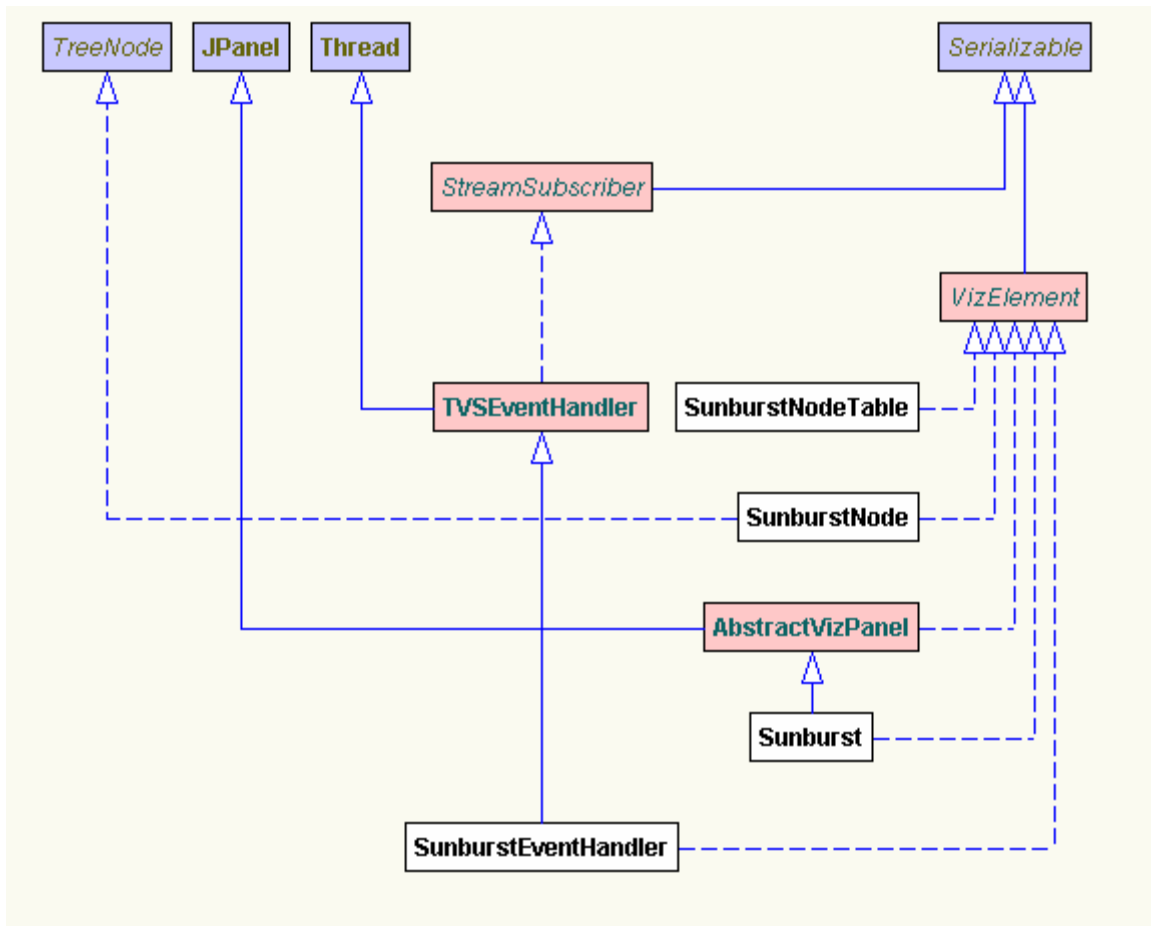 TreeNode
JPanel
Thread
Serializable
StreamSubscriber
VizElement
TVSEventHandler
SunburstNodeTable
SunburstNode
AbstractVizPanel
Sunburst
SunburstEventHandler